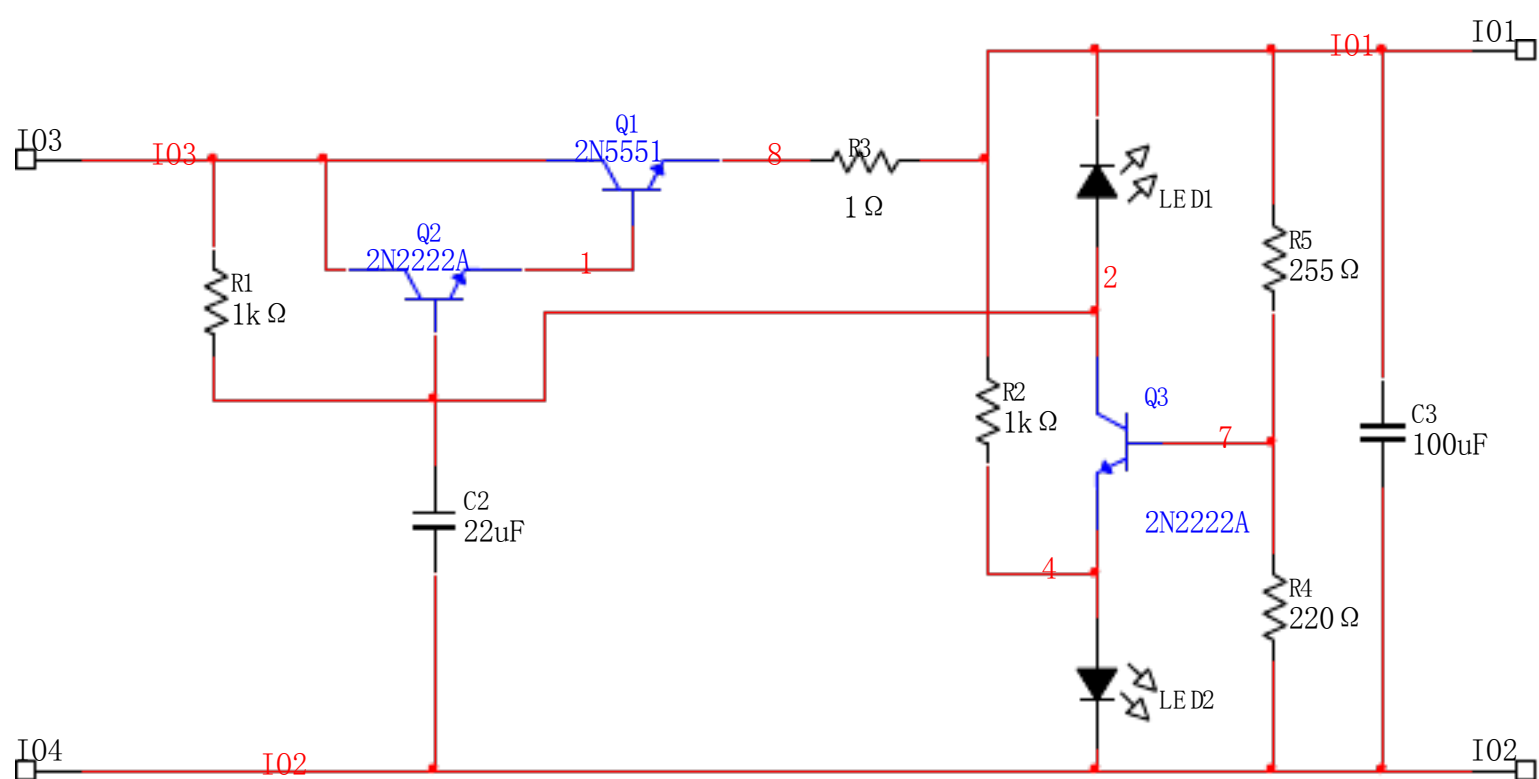 IO1
IO1
IO3
IO3
Q1
2N5551
8
R3
1Ω
LED1
Q2
2N2222A
1
2
R5
255Ω
R1
1kΩ
R2
1kΩ
Q3
7
C3
100uF
C2
22uF
2N2222A
4
R4
220Ω
LED2
IO4
IO2
IO2